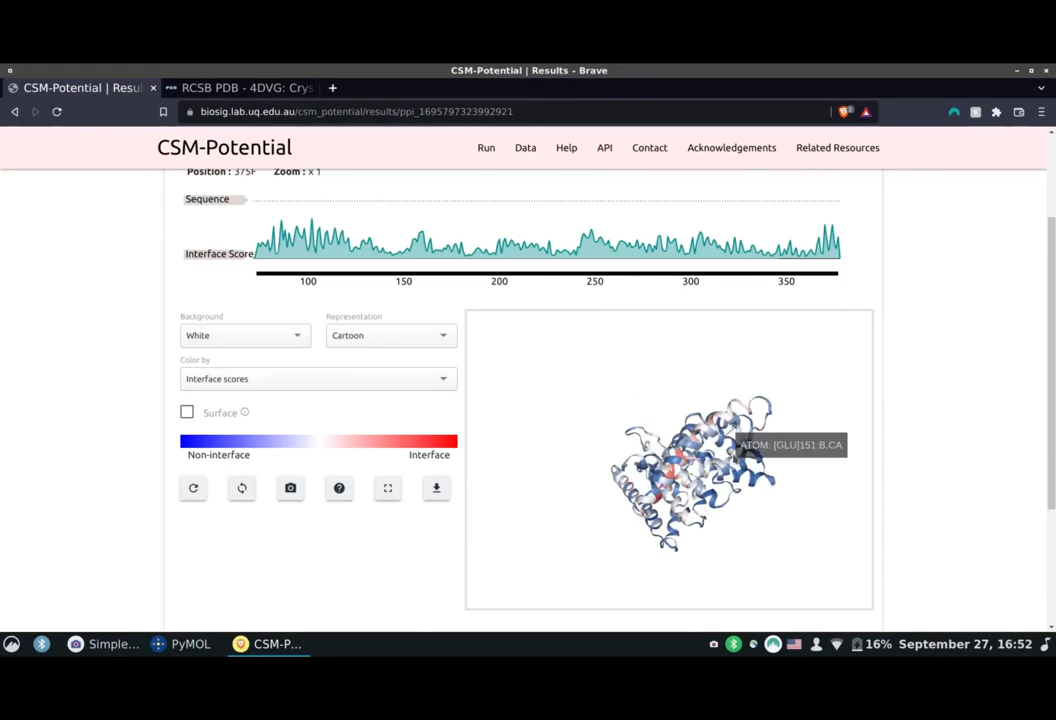 CSM-Potential | Results - Brave
CSM-Potential | Resul
RCSB PDB - 4DVG: Crys
biosig.lab.uq.edu.au/csm_potential/results/ppi_1695797323992921
CSM-Potential
Run Data Help API Contact Acknowledgements Related Resources
Position : 375F Zoom : x 1
Sequence
Interface Score
100 150 200 250 300 350
Background Representation
White Cartoon
Color by
Interface scores
Surface
Non-interface Interface
ATOM: [GLU]151:B.CA
Simple... PyMOL CSM-P... 16% September 27, 16:52